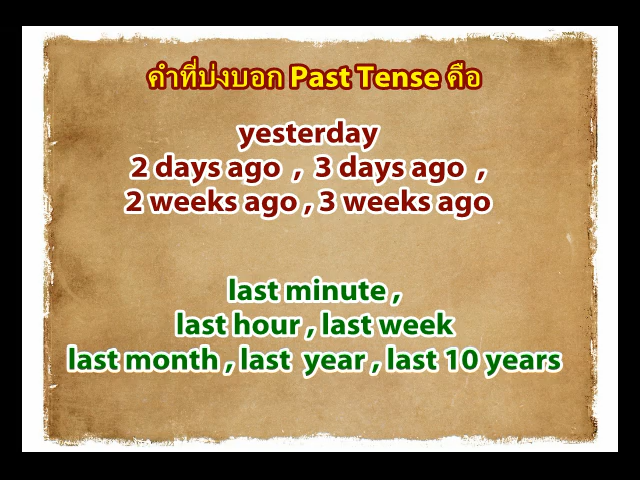 คำที่บ่งบอก Past Tense คือ
yesterday
2 days ago , 3 days ago ,
2 weeks ago , 3 weeks ago
last minute ,
last hour , last week
last month , last year , last 10 years